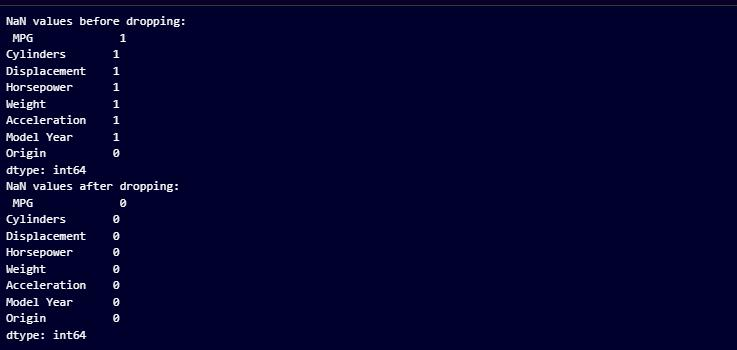 NaN values before dropping:
 MPG             1
Cylinders       1
Displacement    1
Horsepower      1
Weight          1
Acceleration    1
Model Year      1
Origin          0
dtype: int64
NaN values after dropping:
 MPG             0
Cylinders       0
Displacement    0
Horsepower      0
Weight          0
Acceleration    0
Model Year      0
Origin          0
dtype: int64